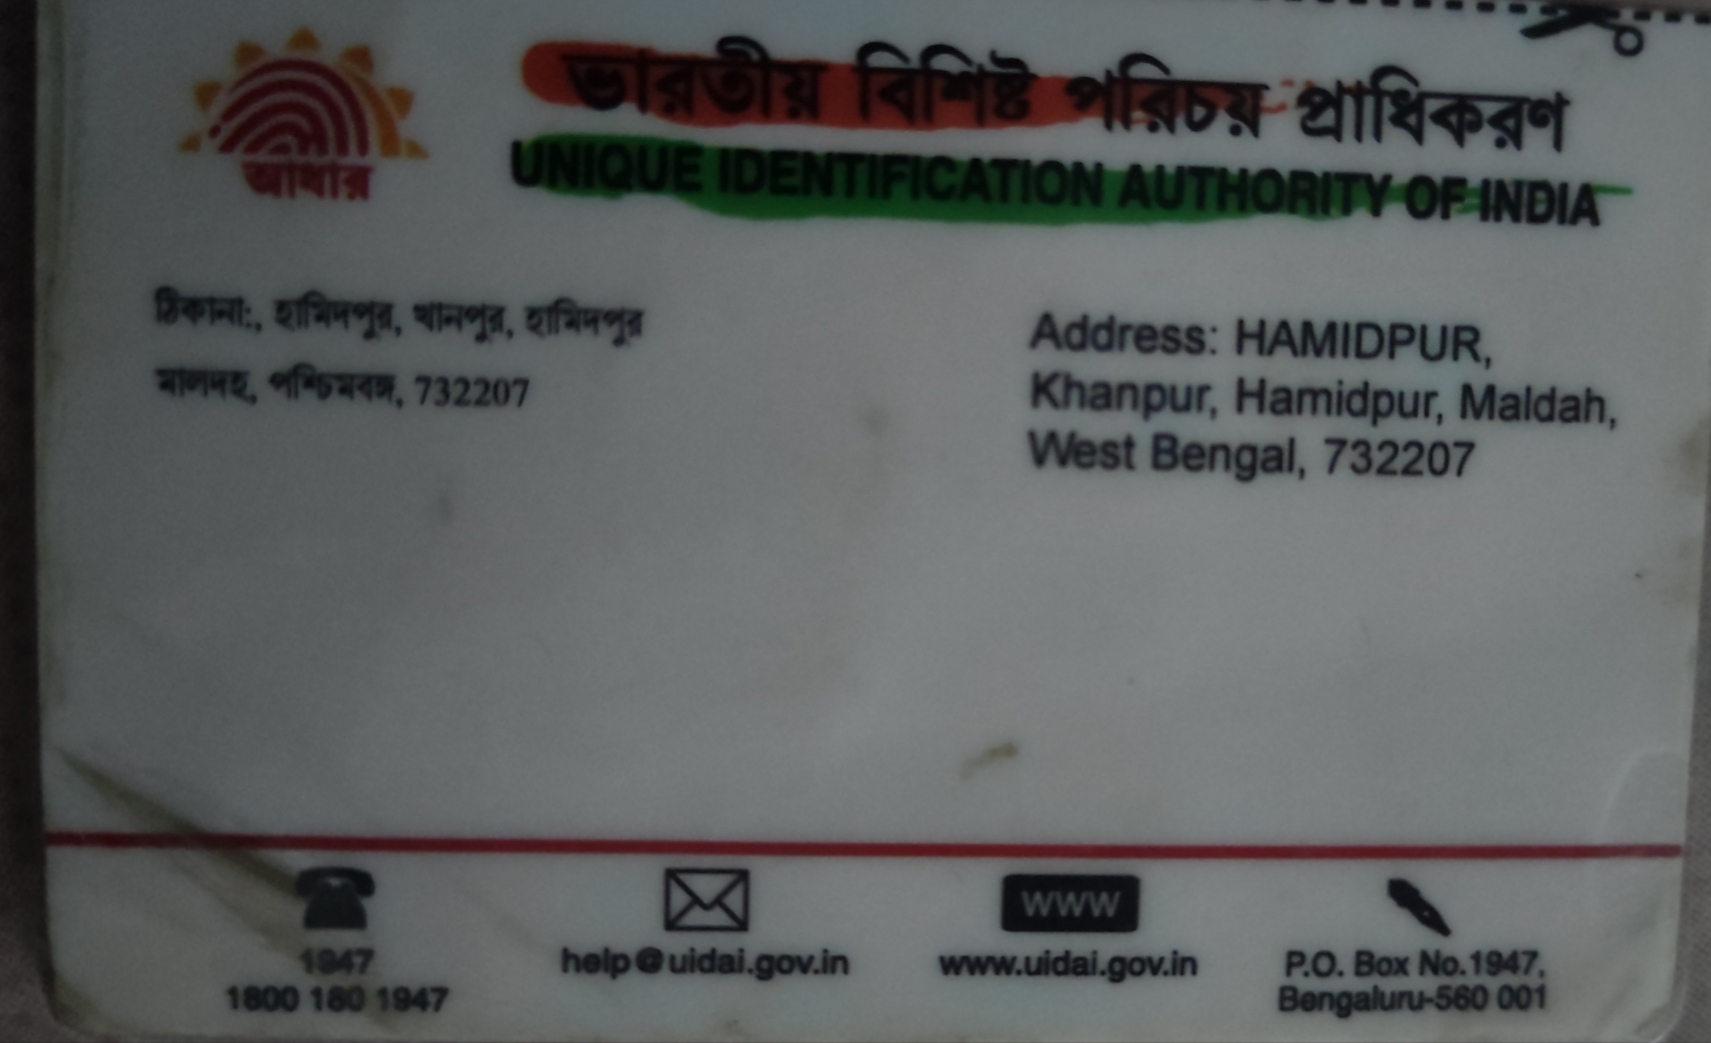 ভারতীয় বিশিষ্ট পরিচয় প্রাধিকরণ
UNIQUE IDENTIFICATION AUTHORITY OF INDIA
আধার
ঠিকানা:, হামিদপুর, খানপুর, হামিদপুর
মালদহ, পশ্চিমবঙ্গ, 732207
Address: HAMIDPUR,
Khanpur, Hamidpur, Maldah,
West Bengal, 732207
1947
1800 180 1947
help@uidai.gov.in
WWW
www.uidai.gov.in
P.O. Box No.1947,
Bengaluru-560 001